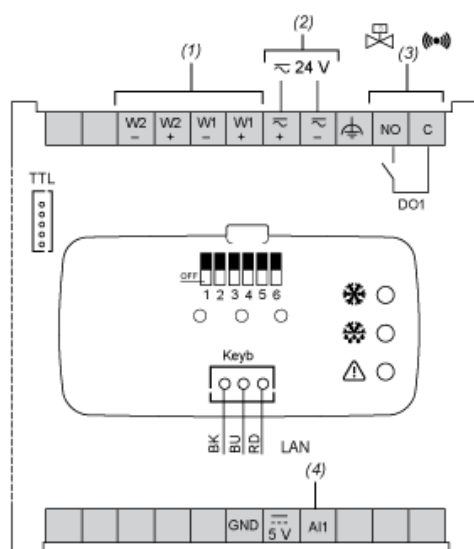 (1) (2) (3)
24 V
W2 – W2 + W1 – W1 + + – NO C
DO1
TTL
OFF
1 2 3 4 5 6
Keyb
BK BU RD LAN
(4)
GND 5 V AI1